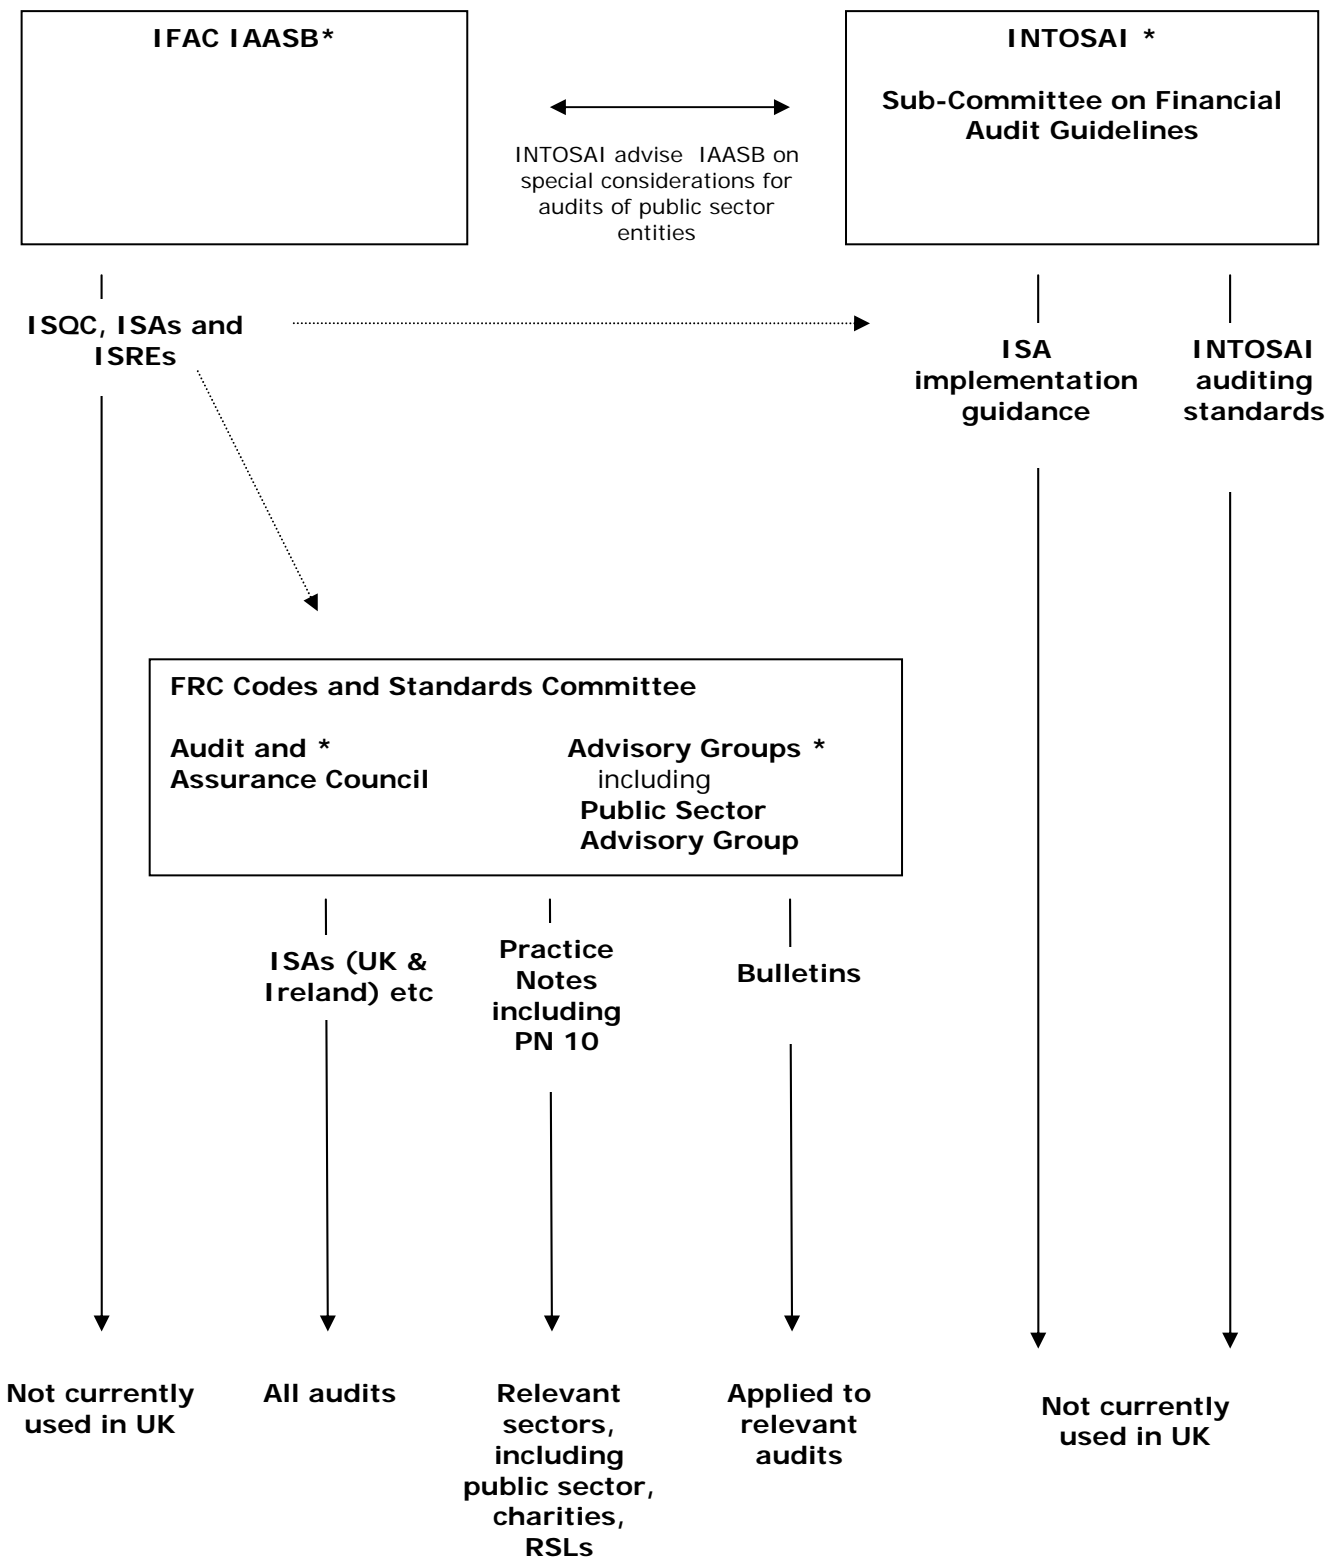 IFAC IAASB*
INTOSAI *
Sub-Committee on Financial
Audit Guidelines
INTOSAI advise IAASB on
special considerations for
audits of public sector
entities
ISQC, ISAs and
ISREs
ISA
implementation
guidance
INTOSAI
auditing
standards
FRC Codes and Standards Committee
Audit and *
Assurance Council
Advisory Groups *
including
Public Sector
Advisory Group
ISAs (UK &
Ireland) etc
Practice
Notes
including
PN 10
Bulletins
Not currently
used in UK
All audits
Relevant
sectors,
including
public sector,
charities,
RSLs
Applied to
relevant
audits
Not currently
used in UK